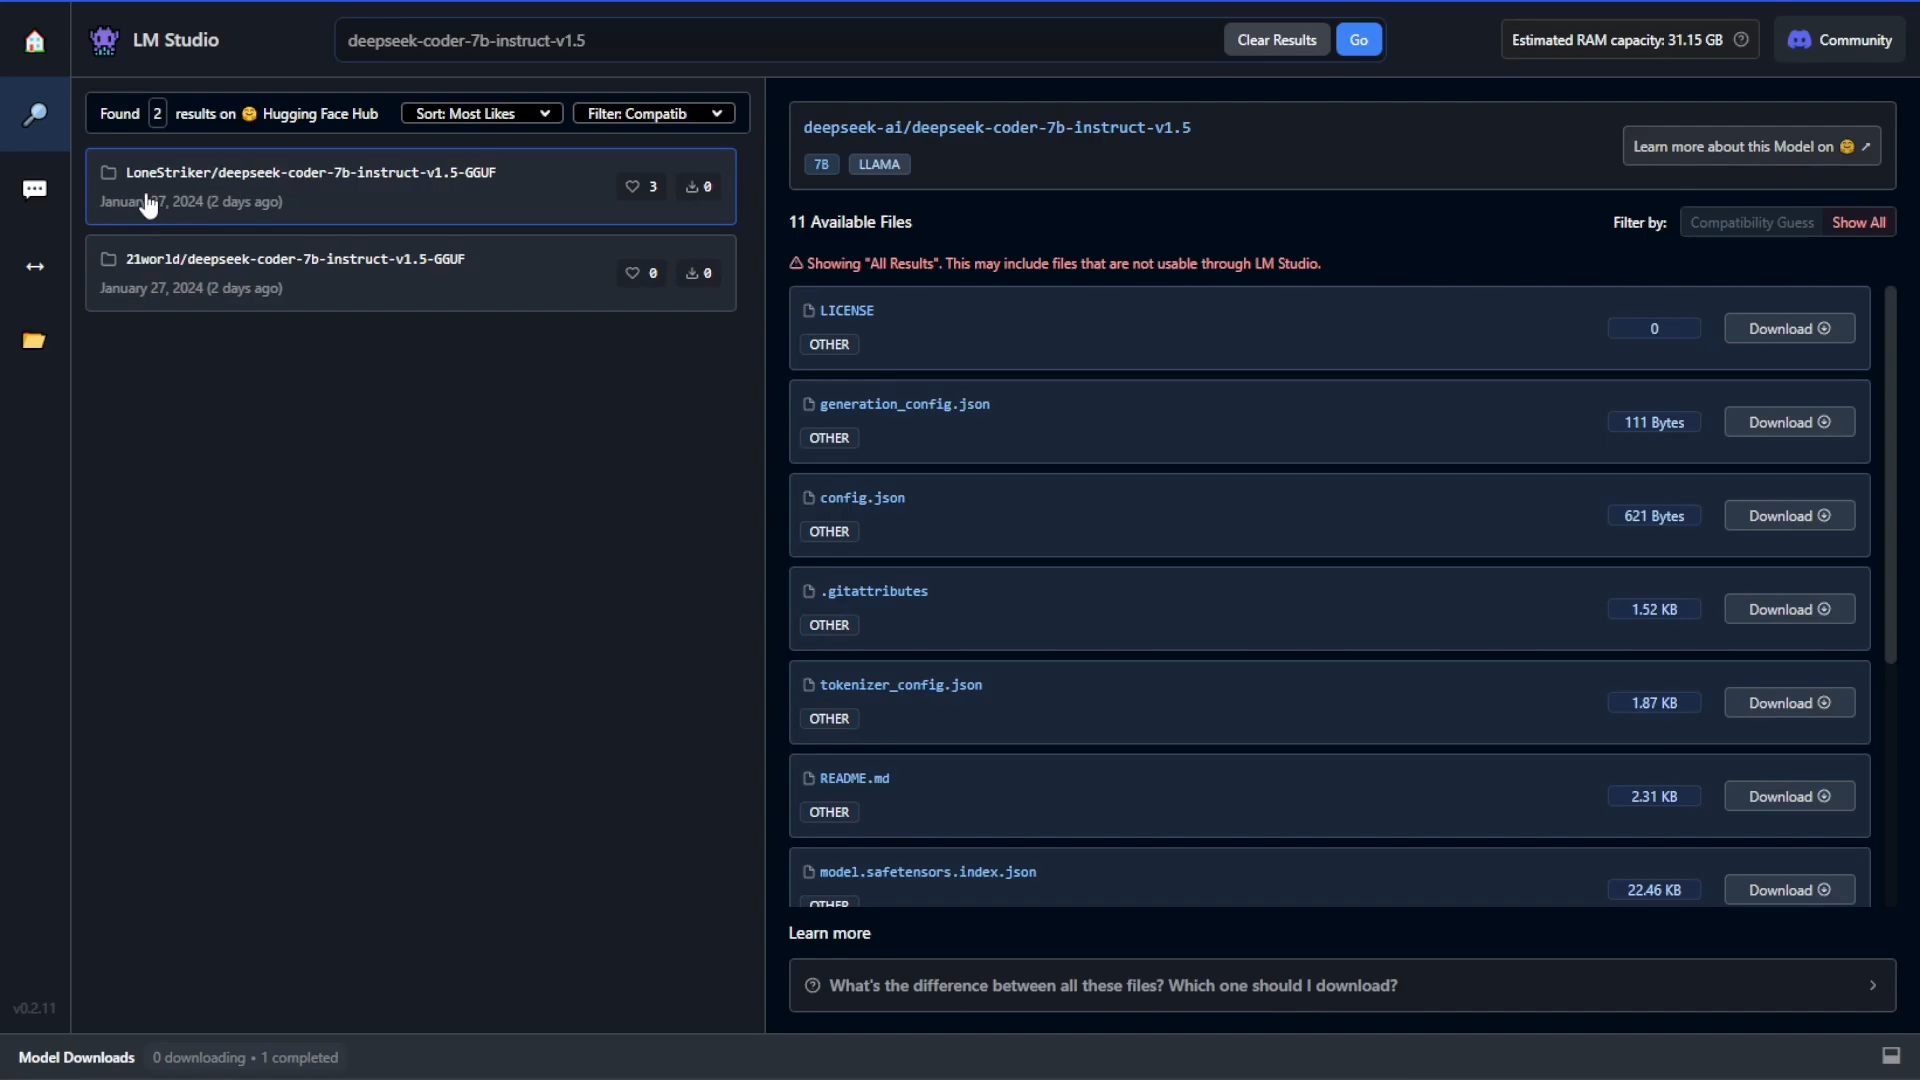 LM Studio
deepseek-coder-7b-instruct-v1.5
Clear Results
Go
Estimated RAM capacity: 31.15 GB
Community
Found 2 results on 🤗 Hugging Face Hub
Sort: Most Likes
Filter: Compatib
LoneStriker/deepseek-coder-7b-instruct-v1.5-GGUF
January 27, 2024 (2 days ago)
3
0
21world/deepseek-coder-7b-instruct-v1.5-GGUF
January 27, 2024 (2 days ago)
0
0
deepseek-ai/deepseek-coder-7b-instruct-v1.5
7B
LLAMA
Learn more about this Model on 🤗 ↗
11 Available Files
Filter by:
Compatibility Guess
Show All
⚠ Showing "All Results". This may include files that are not usable through LM Studio.
LICENSE
OTHER
0
Download
generation_config.json
OTHER
111 Bytes
Download
config.json
OTHER
621 Bytes
Download
.gitattributes
OTHER
1.52 KB
Download
tokenizer_config.json
OTHER
1.87 KB
Download
README.md
OTHER
2.31 KB
Download
model.safetensors.index.json
OTHER
22.46 KB
Download
Learn more
What's the difference between all these files? Which one should I download?
v0.2.11
Model Downloads
0 downloading • 1 completed